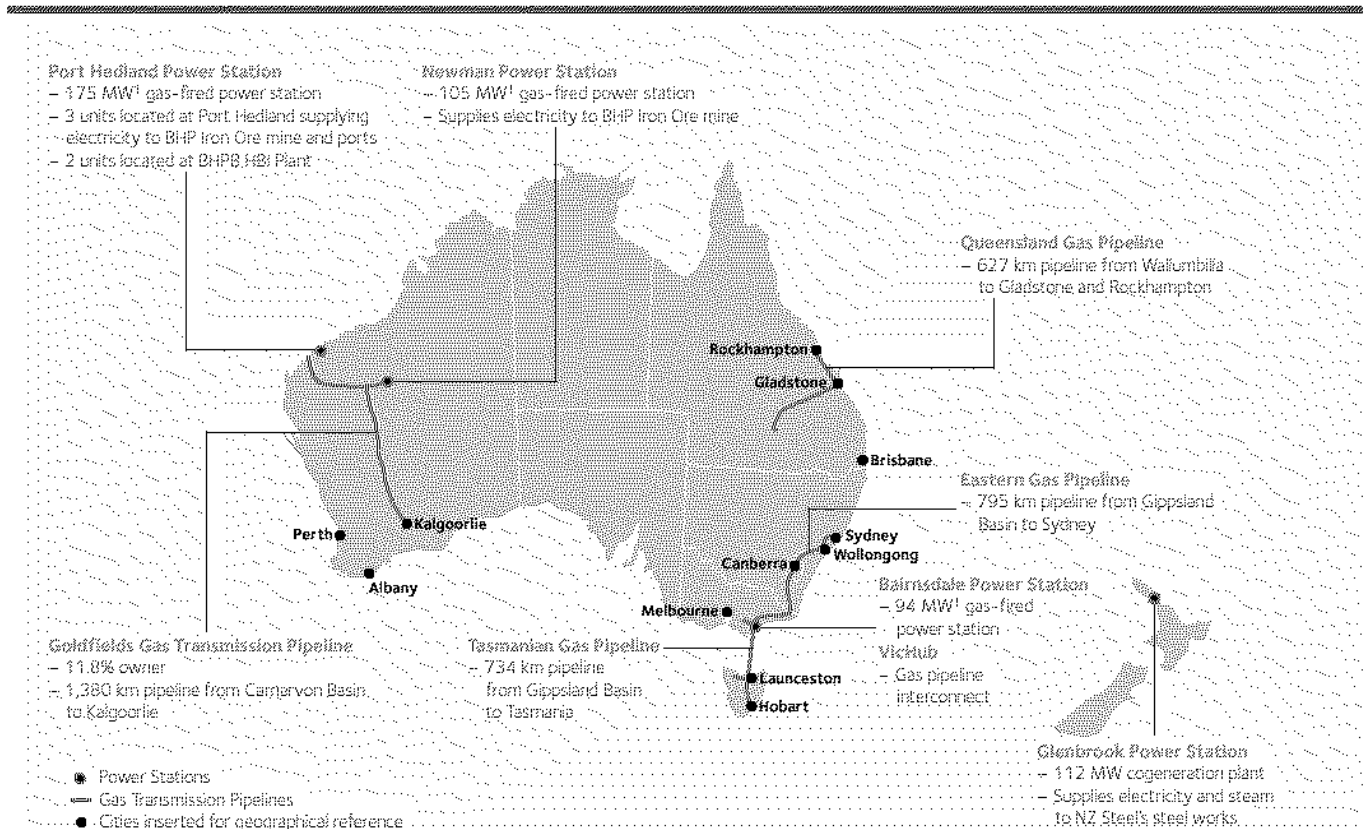 Port Hedland Power Station
– 175 MW¹ gas-fired power station
– 3 units located at Port Hedland supplying
electricity to BHP Iron Ore mine and ports
– 2 units located at BHPB HBI Plant
Newman Power Station
– 105 MW¹ gas-fired power station
– Supplies electricity to BHP Iron Ore mine
Queensland Gas Pipeline
– 627 km pipeline from Wallumbilla
to Gladstone and Rockhampton
Rockhampton
Gladstone
Brisbane
Eastern Gas Pipeline
– 795 km pipeline from Gippsland
Basin to Sydney
Kalgoorlie
Perth
Albany
Sydney
Wollongong
Canberra
Melbourne
Bairnsdale Power Station
– 94 MW¹ gas-fired
power station
VicHub
– Gas pipeline
interconnect
Goldfields Gas Transmission Pipeline
– 11.8% owner
– 1,380 km pipeline from Carnarvon Basin
to Kalgoorlie
Tasmanian Gas Pipeline
– 734 km pipeline
from Gippsland Basin
to Tasmania
Launceston
Hobart
Glenbrook Power Station
– 112 MW cogeneration plant
– Supplies electricity and steam
to NZ Steel's steel works
Power Stations
Gas Transmission Pipelines
Cities inserted for geographical reference